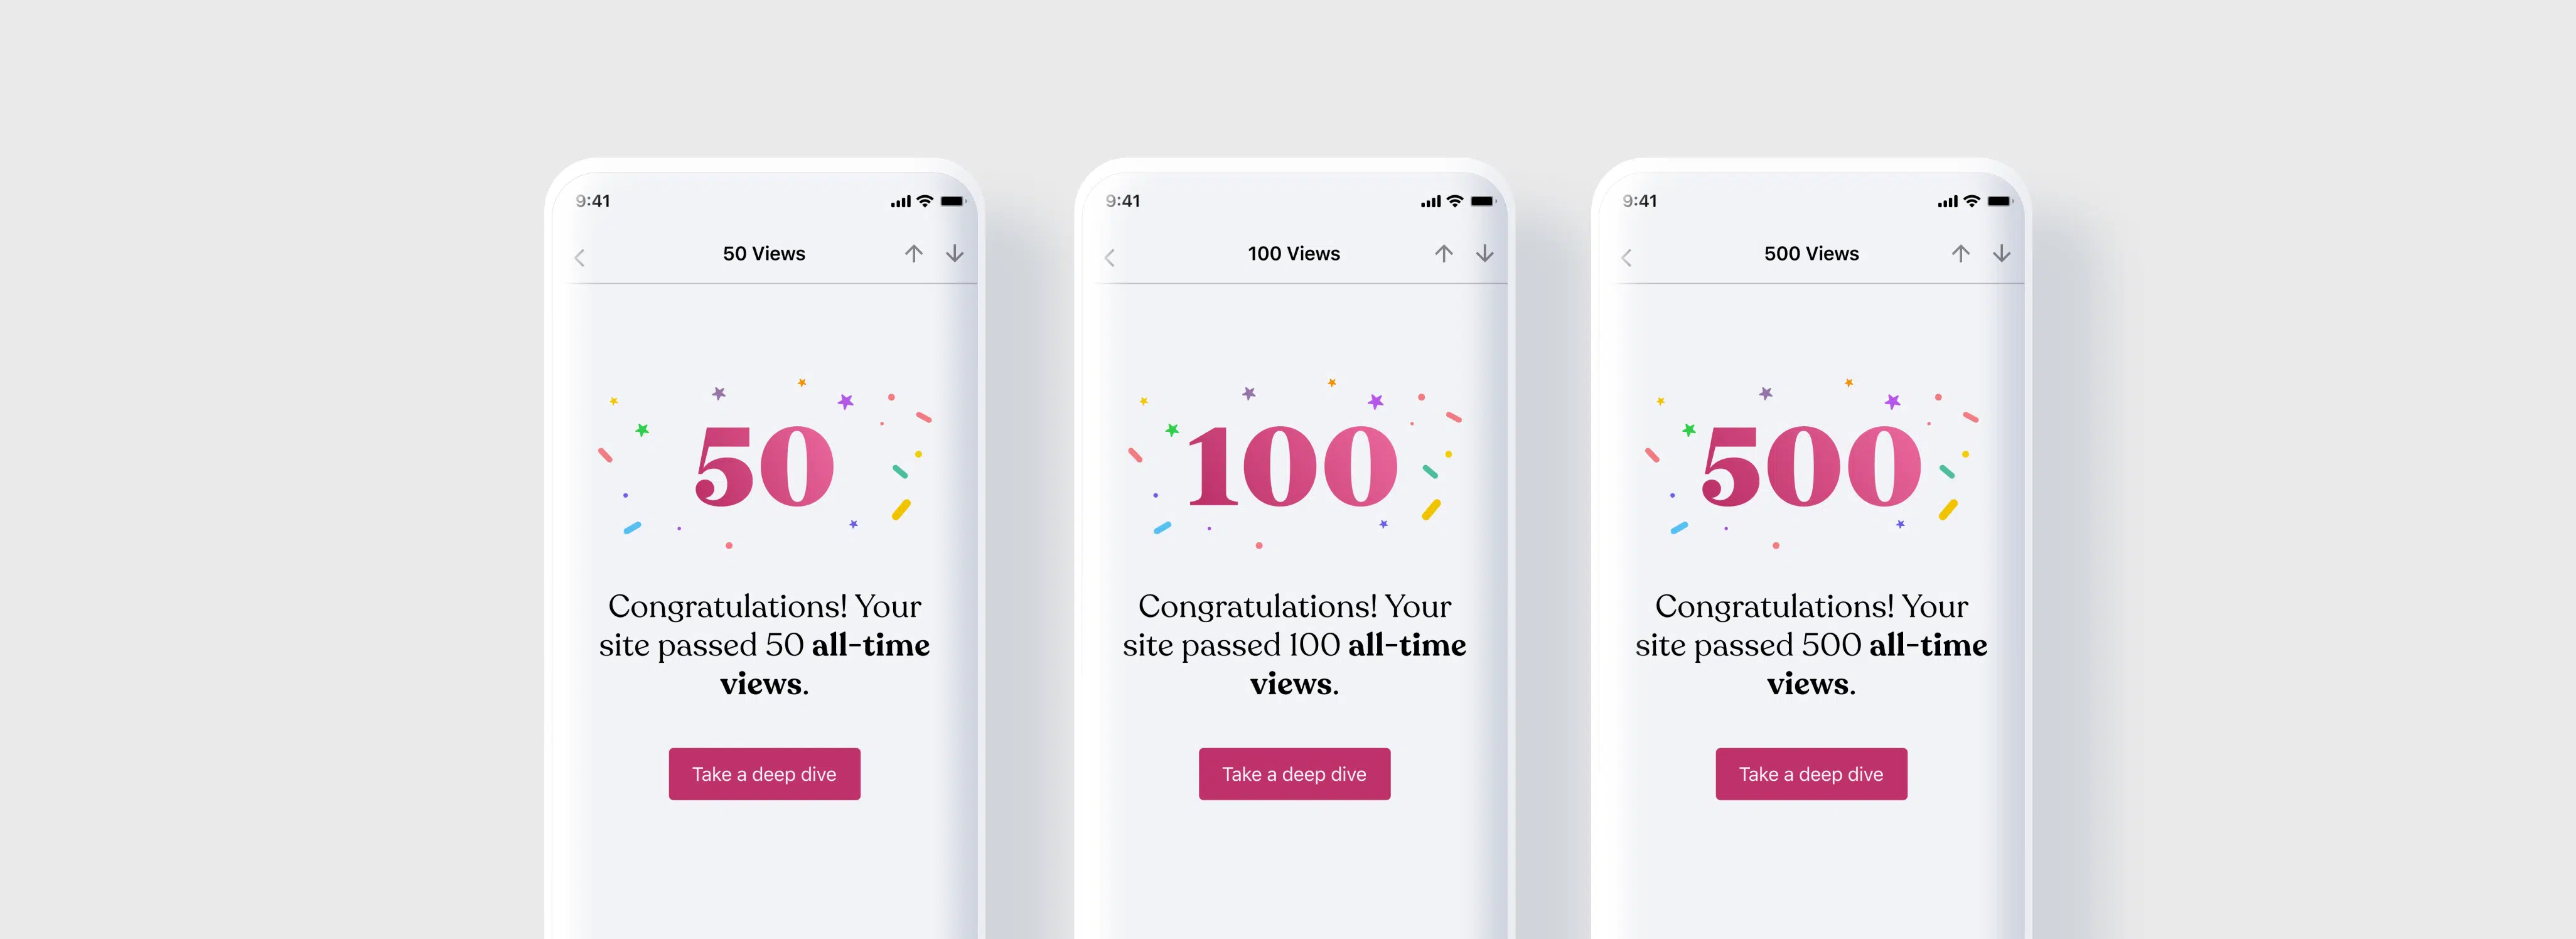 9:41
50 Views
50
Congratulations! Your
site passed 50 all-time
views.
Take a deep dive
9:41
100 Views
100
Congratulations! Your
site passed 100 all-time
views.
Take a deep dive
9:41
500 Views
500
Congratulations! Your
site passed 500 all-time
views.
Take a deep dive